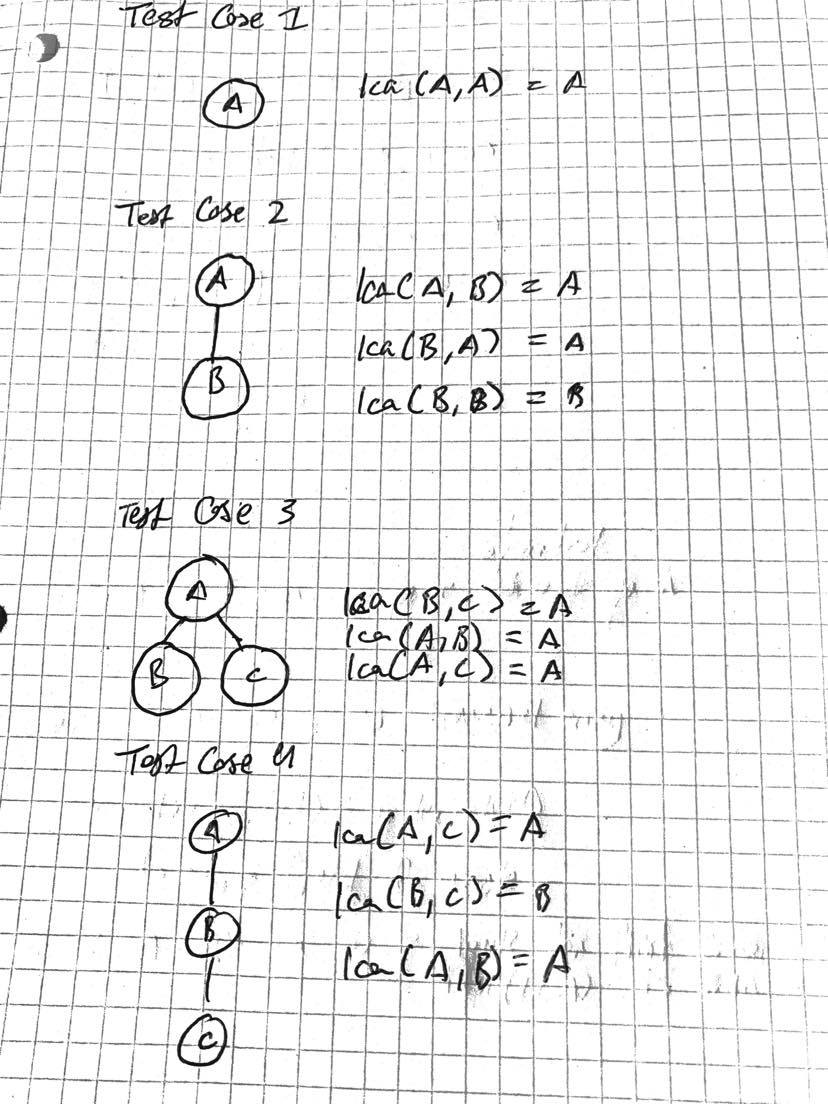 Test Case 1
A
lca (A, A) = A
Test Case 2
A
B
lca (A, B) = A
lca (B, A) = A
lca (B, B) = B
Test Case 3
A
B
C
lca (B, C) = A
lca (A, B) = A
lca (A, C) = A
Test Case 4
A
B
C
lca (A, C) = A
lca (B, C) = B
lca (A, B) = A